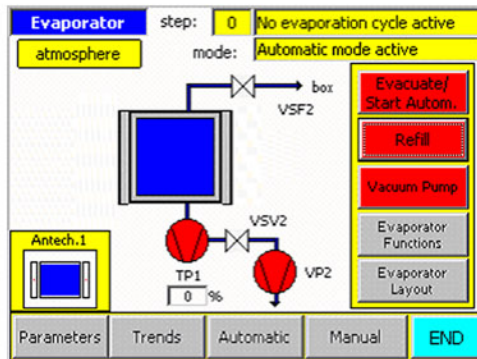 Evaporator step: 0 No evaporation cycle active
atmosphere mode: Automatic mode active
box
VSF2
Evacuate/
Start Autom.
Refill
Vacuum Pump
VSV2
Evaporator
Functions
Antech.1
TP1
VP2
Evaporator
Layout
0 %
Parameters Trends Automatic Manual END